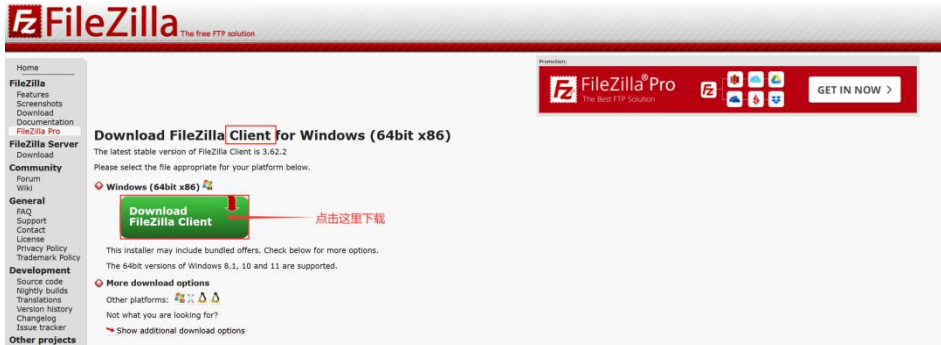 FileZilla The free FTP solution
Home
FileZilla
Features
Screenshots
Download
Documentation
FileZilla Pro
FileZilla Server
Download
Community
Forum
Wiki
General
FAQ
Support
Contact
License
Privacy Policy
Trademark Policy
Development
Source code
Nightly builds
Translations
Version history
Changelog
Issue tracker
Other projects
Promotion:
FileZilla®Pro
The Best FTP Solution
GET IN NOW >
Download FileZilla Client for Windows (64bit x86)
The latest stable version of FileZilla Client is 3.62.2
Please select the file appropriate for your platform below.
Windows (64bit x86)
Download
FileZilla Client
点击这里下载
This installer may include bundled offers. Check below for more options.
The 64bit versions of Windows 8.1, 10 and 11 are supported.
More download options
Other platforms:
Not what you are looking for?
Show additional download options